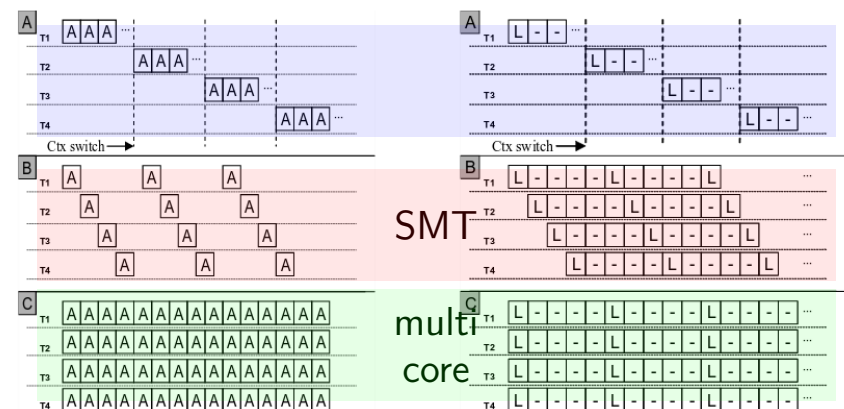 A
T1 A A A ...
T2 A A A ...
T3 A A A ...
T4 A A A ...
Ctx switch
A
T1 L - - ...
T2 L - - ...
T3 L - - ...
T4 L - - ...
Ctx switch
B
T1 A A A
T2 A A A
T3 A A A
T4 A A A
SMT
B
T1 L - - - - L - - - - L ...
T2 L - - - - L - - - - L ...
T3 L - - - - L - - - - L ...
T4 L - - - - L - - - - L ...
C
T1 A A A A A A A A A A A A A A A
T2 A A A A A A A A A A A A A A A
T3 A A A A A A A A A A A A A A A
T4 A A A A A A A A A A A A A A A
multi
core
C
T1 L - - - - L - - - - L - - - - ...
T2 L - - - - L - - - - L - - - - ...
T3 L - - - - L - - - - L - - - - ...
T4 L - - - - L - - - - L - - - - ...